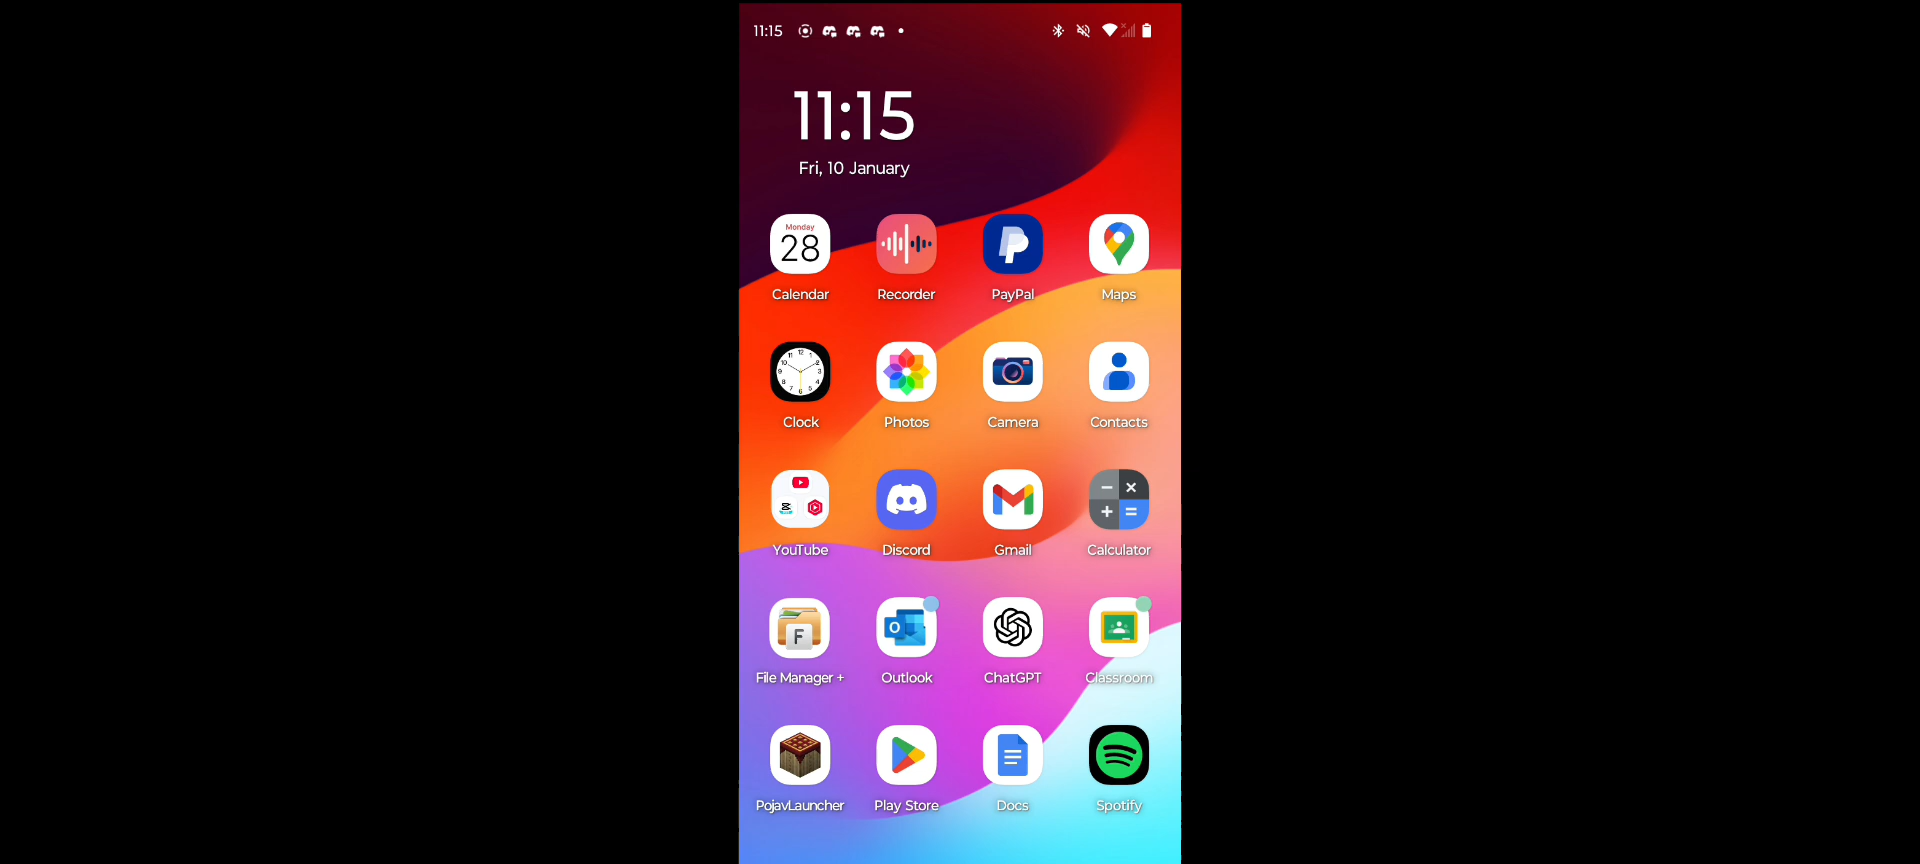 11:15
11:15
Fri, 10 January
Monday
28
Calendar Recorder PayPal Maps
Clock Photos Camera Contacts
YouTube Discord Gmail Calculator
File Manager + Outlook ChatGPT Classroom
PojavLauncher Play Store Docs Spotify